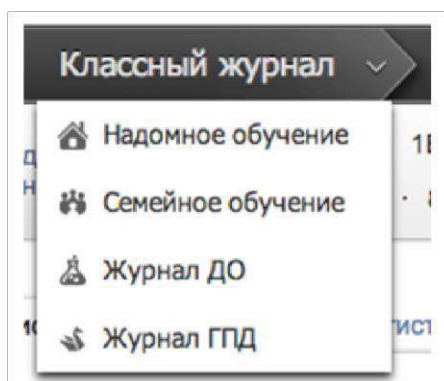 Классный журнал
Надомное обучение
Семейное обучение
Журнал ДО
Журнал ГПД